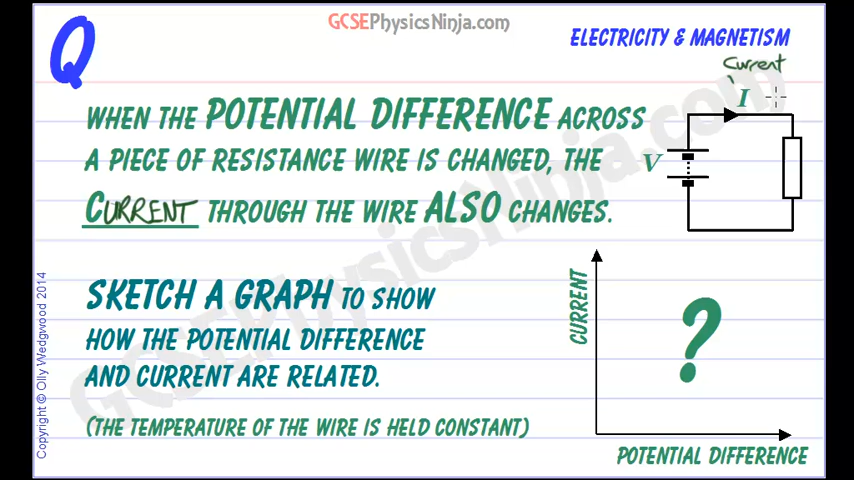 GCSEPhysicsNinja.com
Q
ELECTRICITY & MAGNETISM
Current
I
WHEN THE POTENTIAL DIFFERENCE ACROSS
A PIECE OF RESISTANCE WIRE IS CHANGED, THE
CURRENT THROUGH THE WIRE ALSO CHANGES.
V
SKETCH A GRAPH TO SHOW
HOW THE POTENTIAL DIFFERENCE
AND CURRENT ARE RELATED.
(THE TEMPERATURE OF THE WIRE IS HELD CONSTANT)
CURRENT
?
POTENTIAL DIFFERENCE
Copyright © Olly Wedgwood 2014
GCSEPhysicsNinja.com